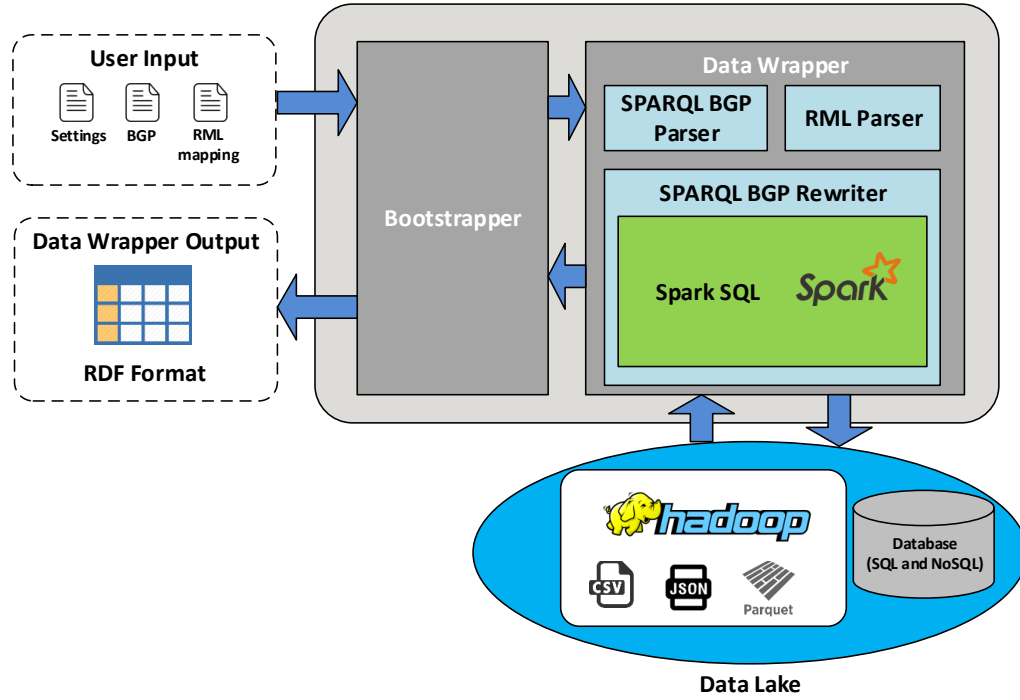 User Input
Settings
BGP
RML
mapping
Data Wrapper Output
RDF Format
Bootstrapper
Data Wrapper
SPARQL BGP
Parser
RML Parser
SPARQL BGP Rewriter
Spark SQL
Spark
hadoop
CSV
JSON
Parquet
Database
(SQL and NoSQL)
Data Lake